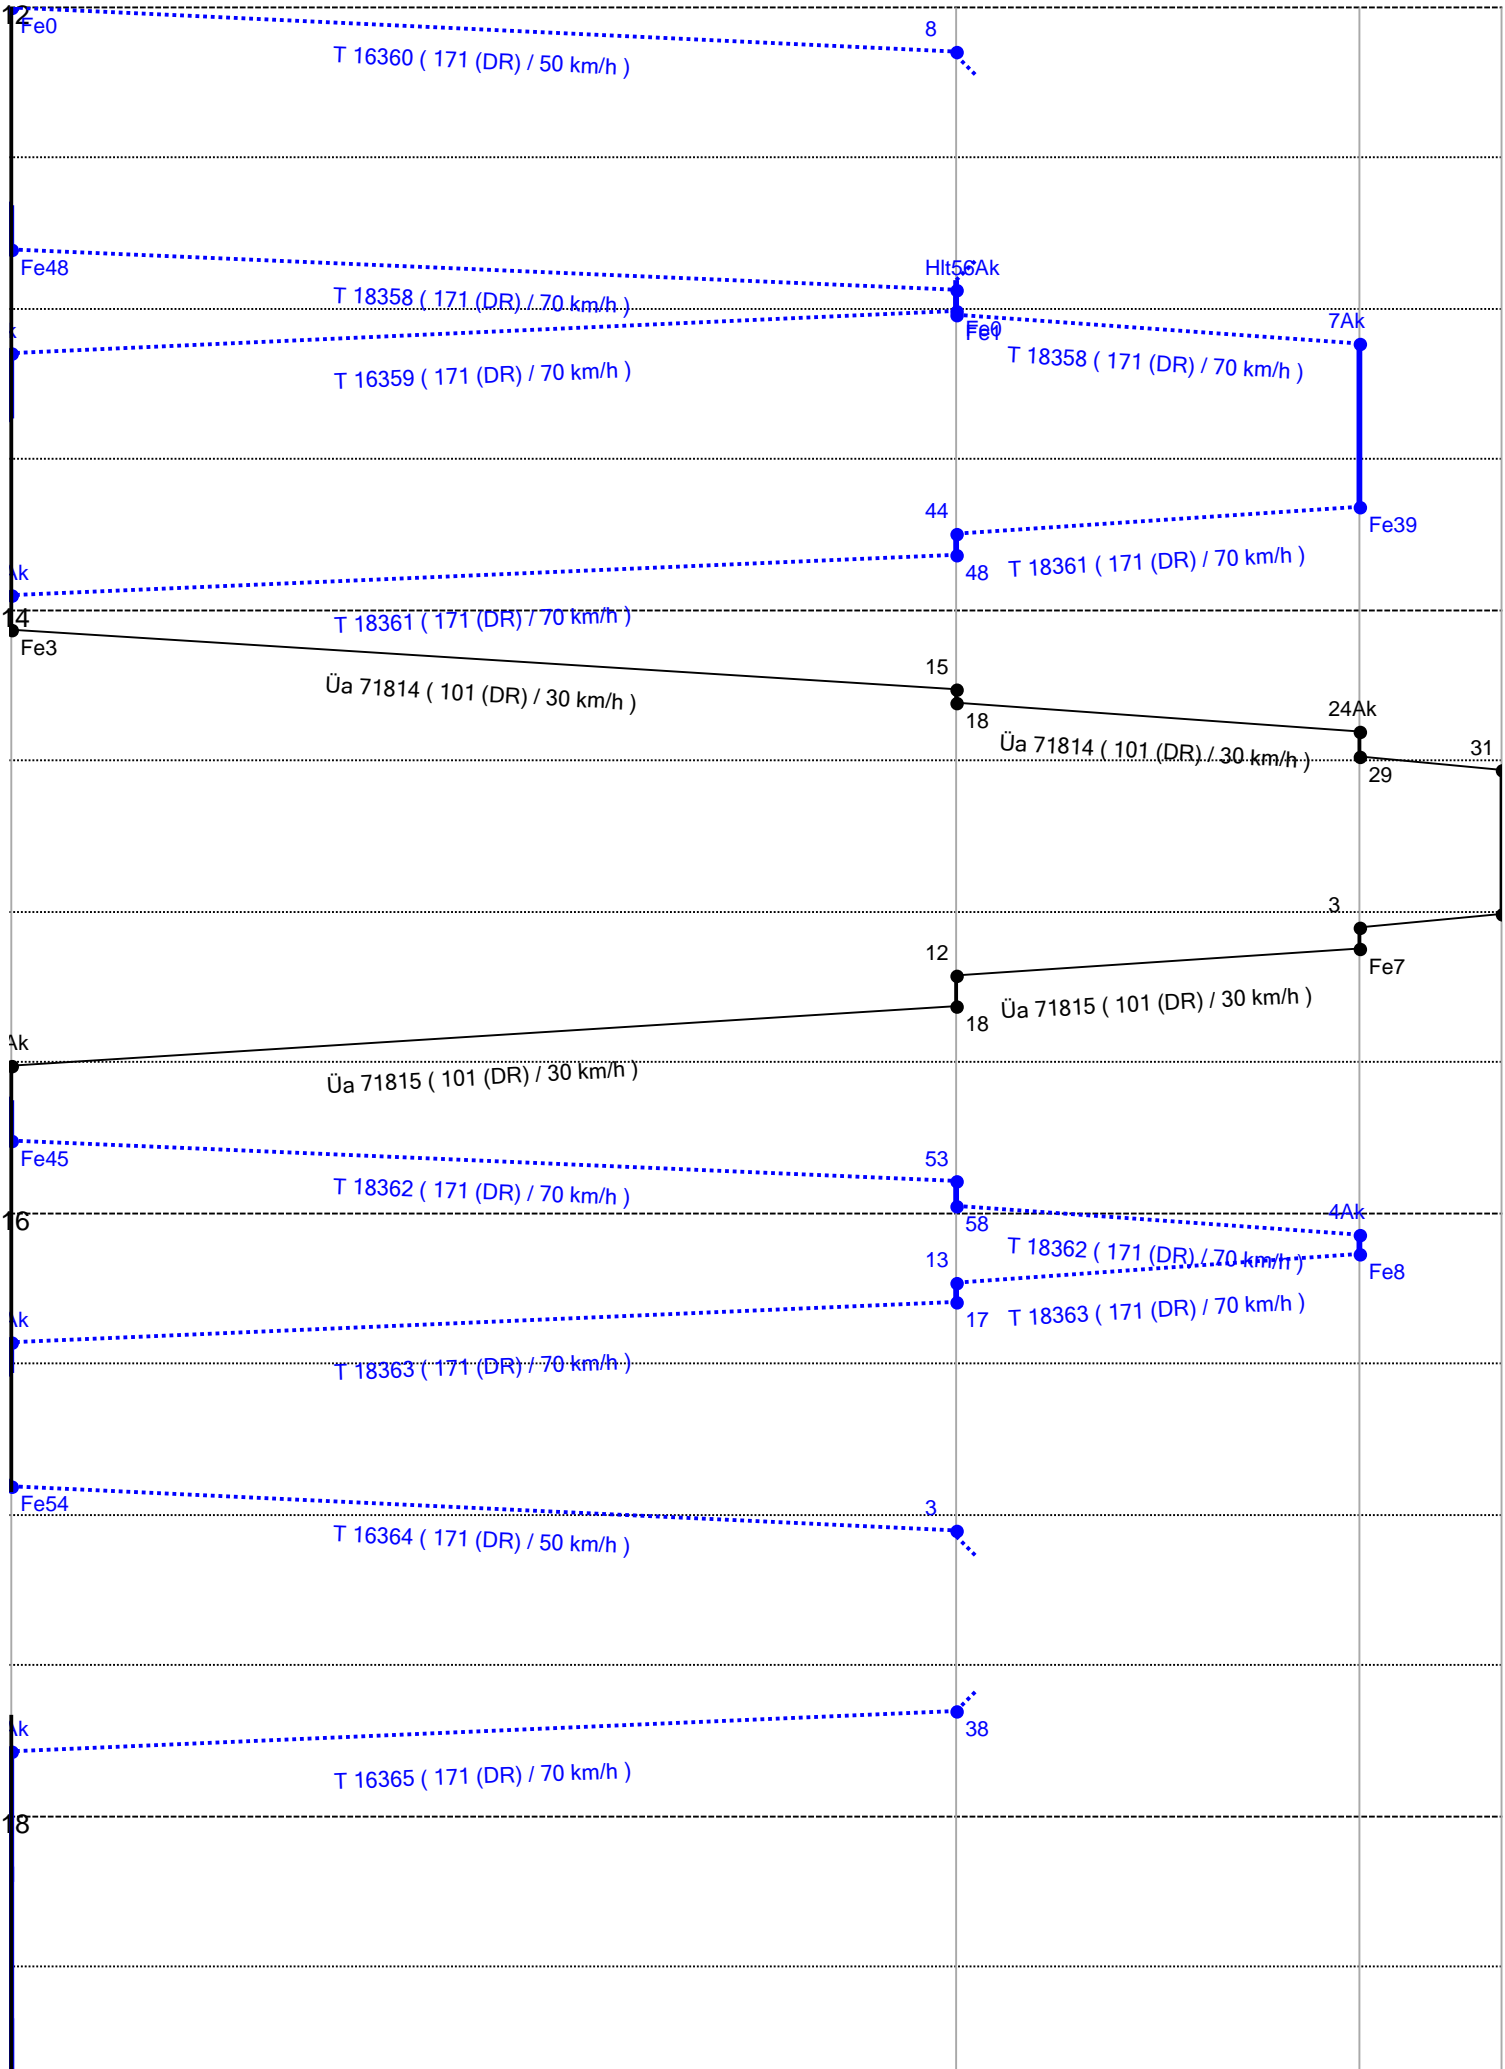 12
Fe0
8
T 16360 ( 171 (DR) / 50 km/h )
Fe48
Hlt56Ak
T 18358 ( 171 (DR) / 70 km/h )
Fe0
Fe1
7Ak
T 16359 ( 171 (DR) / 70 km/h )
T 18358 ( 171 (DR) / 70 km/h )
44
Fe39
Ak
48
T 18361 ( 171 (DR) / 70 km/h )
14
T 18361 ( 171 (DR) / 70 km/h )
Fe3
15
Üa 71814 ( 101 (DR) / 30 km/h )
18
24Ak
Üa 71814 ( 101 (DR) / 30 km/h )
31
29
3
12
Fe7
Üa 71815 ( 101 (DR) / 30 km/h )
18
Ak
Üa 71815 ( 101 (DR) / 30 km/h )
Fe45
53
T 18362 ( 171 (DR) / 70 km/h )
16
58
4Ak
T 18362 ( 171 (DR) / 70 km/h )
13
Fe8
Ak
17
T 18363 ( 171 (DR) / 70 km/h )
T 18363 ( 171 (DR) / 70 km/h )
Fe54
3
T 16364 ( 171 (DR) / 50 km/h )
Ak
38
T 16365 ( 171 (DR) / 70 km/h )
18